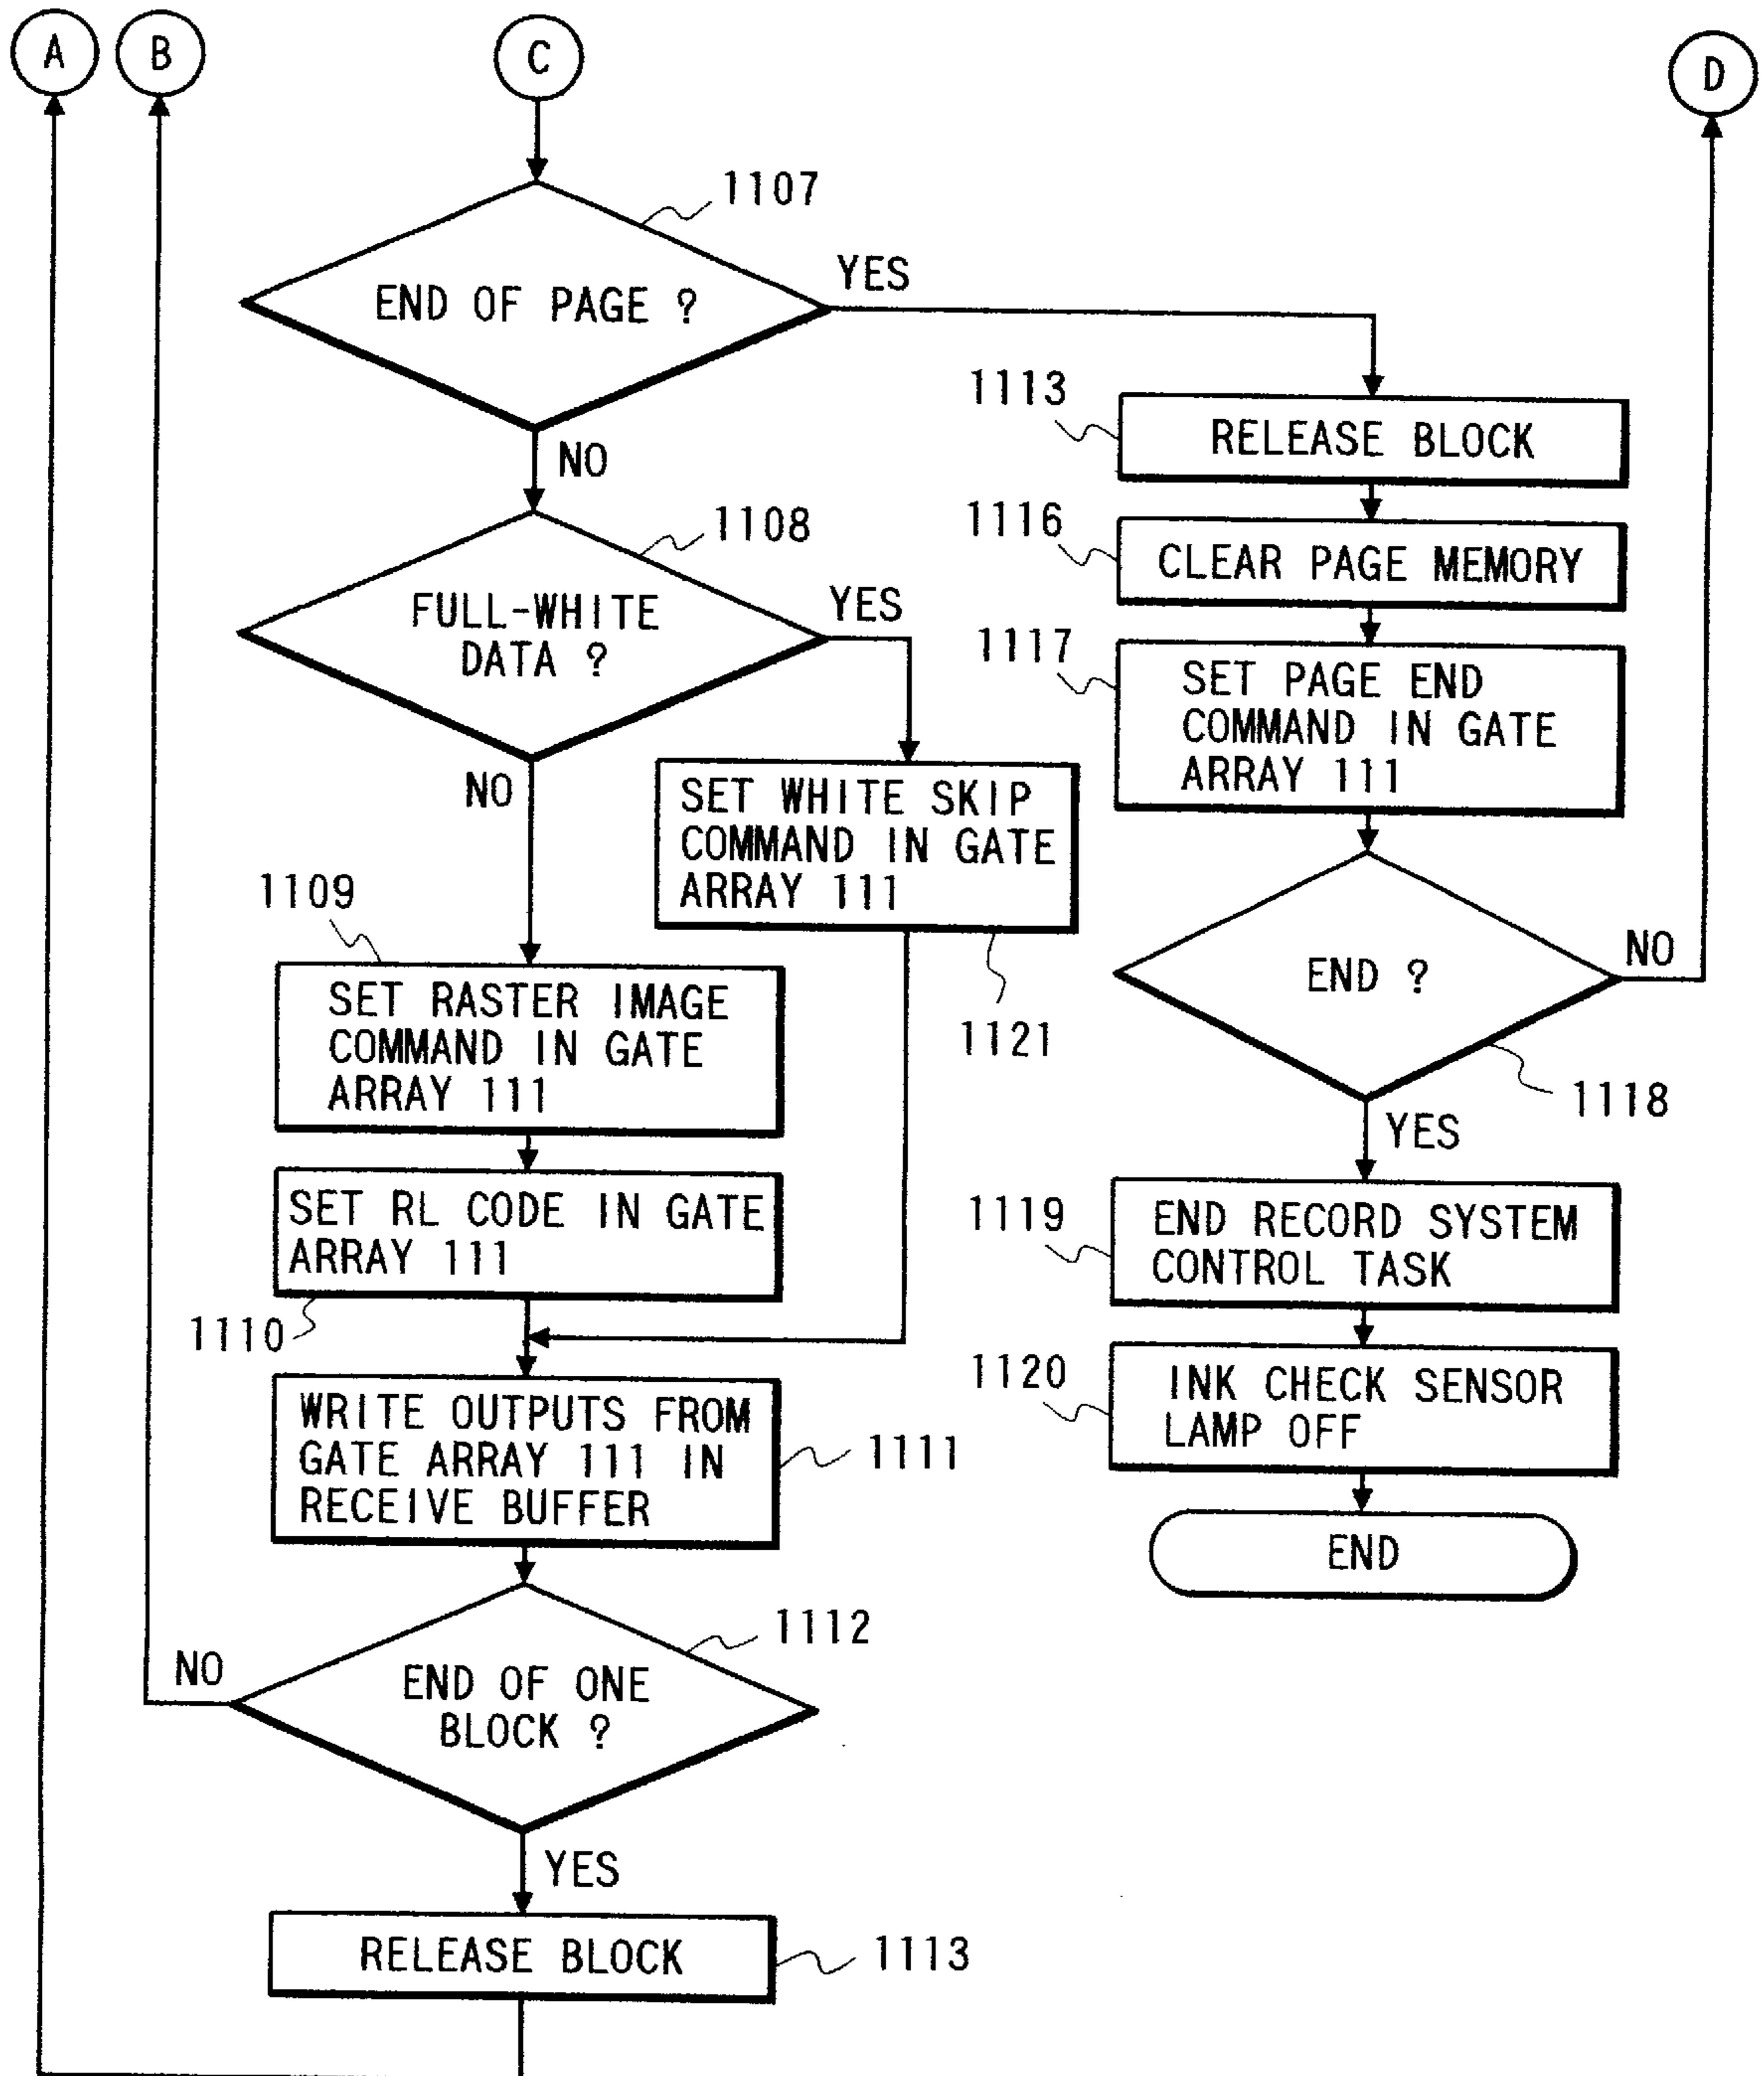 A
B
C
D
1107
END OF PAGE ?
YES
NO
1108
FULL-WHITE
DATA ?
YES
NO
SET WHITE SKIP
COMMAND IN GATE
ARRAY 111
1121
1109
SET RASTER IMAGE
COMMAND IN GATE
ARRAY 111
SET RL CODE IN GATE
ARRAY 111
1110
WRITE OUTPUTS FROM
GATE ARRAY 111 IN
RECEIVE BUFFER
1111
1112
END OF ONE
BLOCK ?
NO
YES
RELEASE BLOCK
1113
1113
RELEASE BLOCK
1116
CLEAR PAGE MEMORY
1117
SET PAGE END
COMMAND IN GATE
ARRAY 111
END ?
NO
1118
YES
1119
END RECORD SYSTEM
CONTROL TASK
1120
INK CHECK SENSOR
LAMP OFF
END